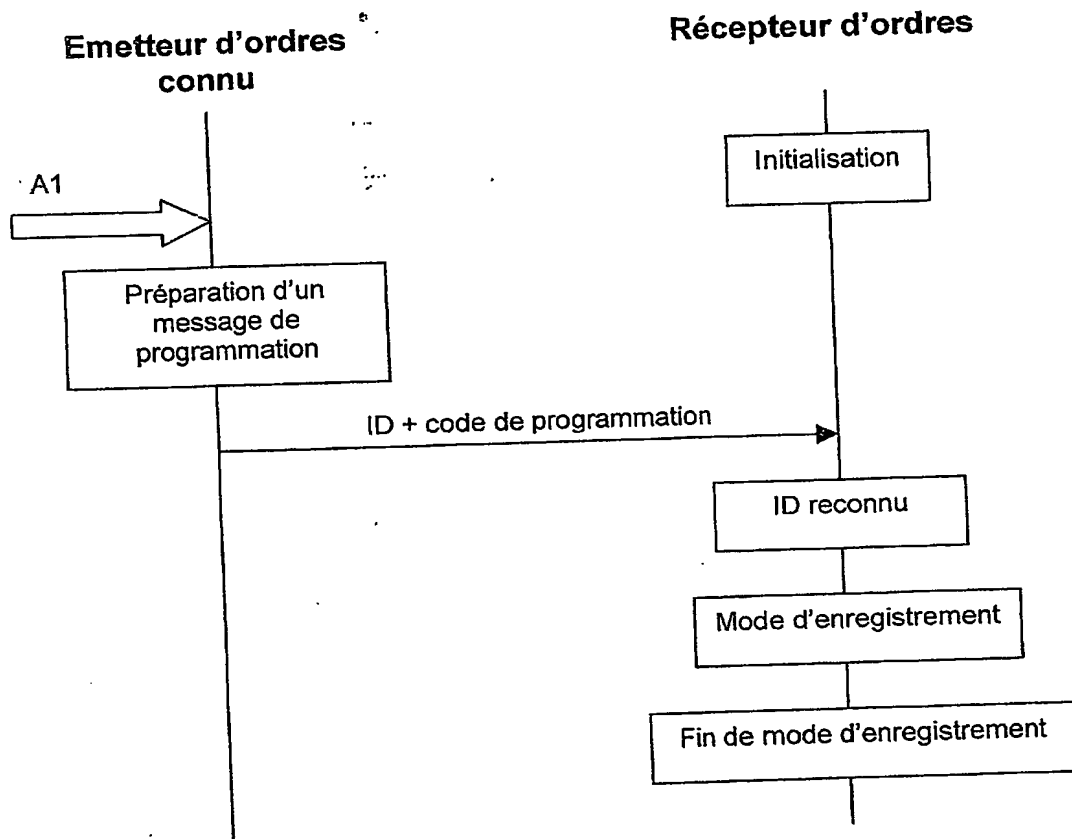 Emetteur d'ordres
connu
Récepteur d'ordres
Initialisation
A1
Préparation d'un
message de
programmation
ID + code de programmation
ID reconnu
Mode d'enregistrement
Fin de mode d'enregistrement